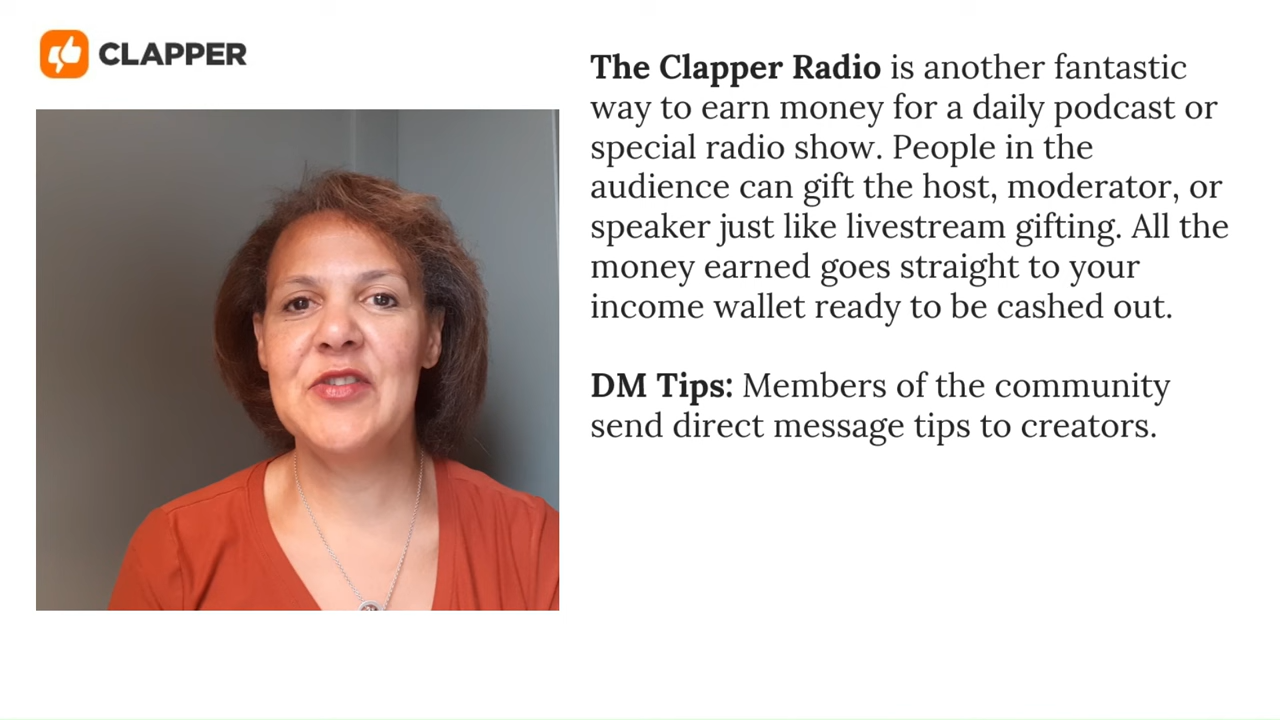 CLAPPER
The Clapper Radio is another fantastic
way to earn money for a daily podcast or
special radio show. People in the
audience can gift the host, moderator, or
speaker just like livestream gifting. All the
money earned goes straight to your
income wallet ready to be cashed out.
DM Tips: Members of the community
send direct message tips to creators.